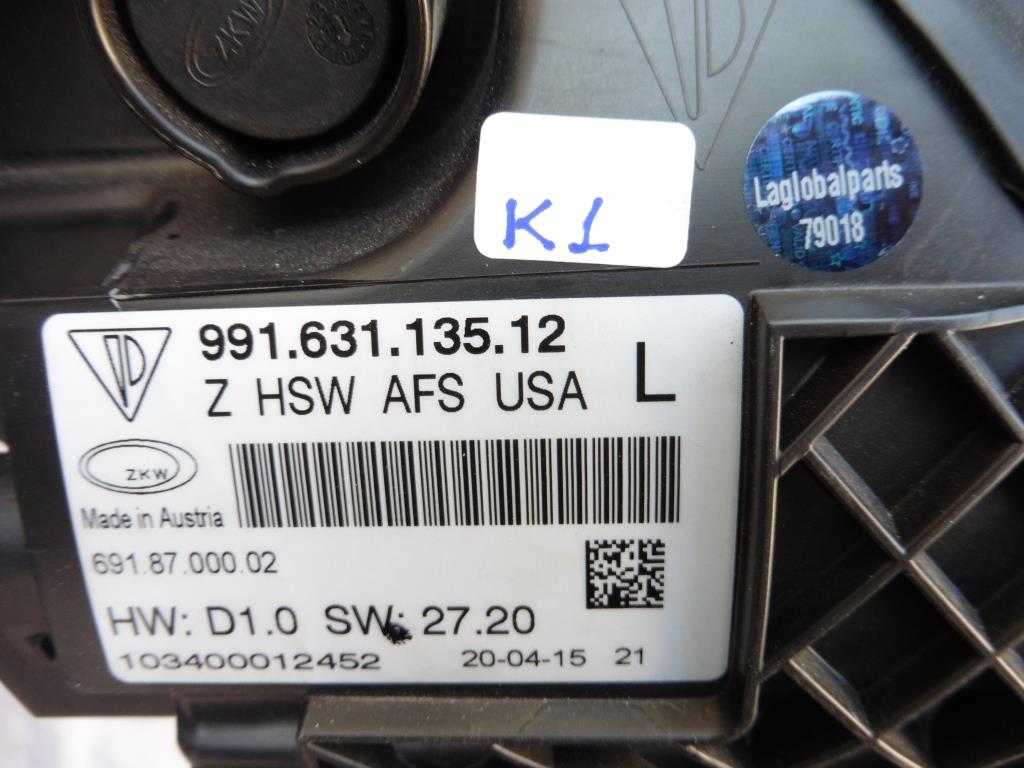 ZKW
K1
Laglobalparts
79018
991.631.135.12
Z HSW AFS USA L
ZKW
Made in Austria
691.87.000.02
HW: D1.0 SW: 27.20
103400012452 20-04-15 21